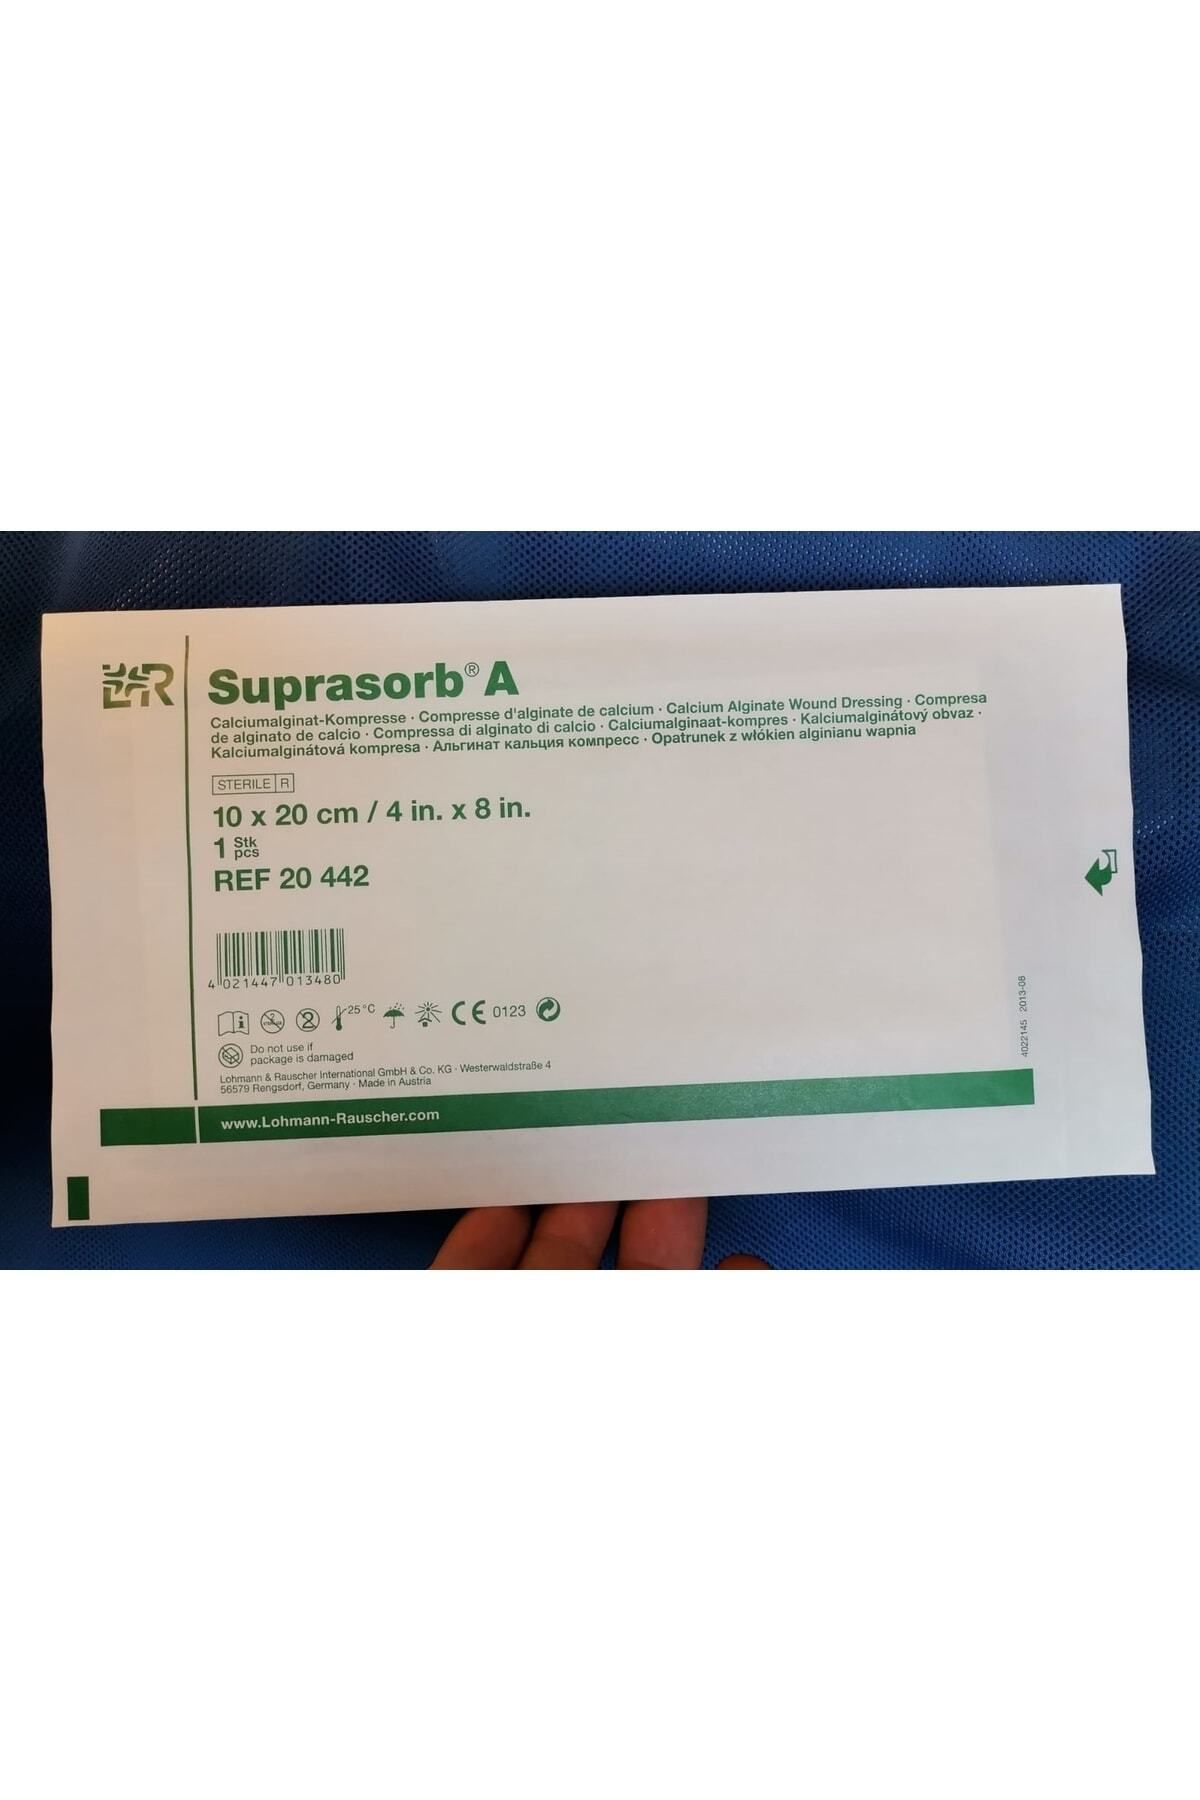 L&R
Suprasorb® A
Calciumalginat-Kompresse · Compresse d'alginate de calcium · Calcium Alginate Wound Dressing · Compresa
de alginato de calcio · Compressa di alginato di calcio · Calciumalginaat-kompres · Kalciumalginátový obvaz ·
Kalciumalginátová kompresa · Альгинат кальция компресс · Opatrunek z włókien alginianu wapnia
STERILE R
10 x 20 cm / 4 in. x 8 in.
1 Stk
pcs
REF 20 442
4 021447 013480
25°C
CE 0123
Do not use if
package is damaged
Lohmann & Rauscher International GmbH & Co. KG · Westerwaldstraße 4
56579 Rengsdorf, Germany · Made in Austria
www.Lohmann-Rauscher.com
4022145 2013-08